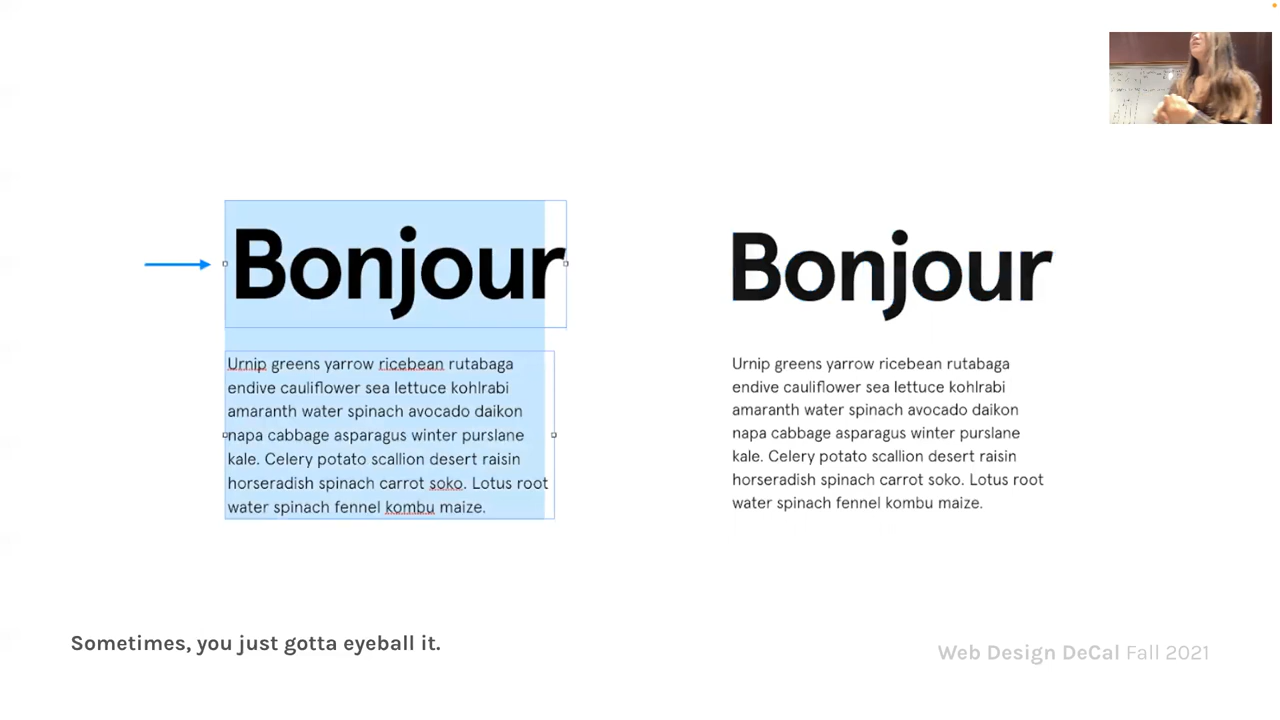 Bonjour
Urnip greens yarrow ricebean rutabaga
endive cauliflower sea lettuce kohlrabi
amaranth water spinach avocado daikon
napa cabbage asparagus winter purslane
kale. Celery potato scallion desert raisin
horseradish spinach carrot soko. Lotus root
water spinach fennel kombu maize.
Bonjour
Urnip greens yarrow ricebean rutabaga
endive cauliflower sea lettuce kohlrabi
amaranth water spinach avocado daikon
napa cabbage asparagus winter purslane
kale. Celery potato scallion desert raisin
horseradish spinach carrot soko. Lotus root
water spinach fennel kombu maize.
Sometimes, you just gotta eyeball it.
Web Design DeCal Fall 2021